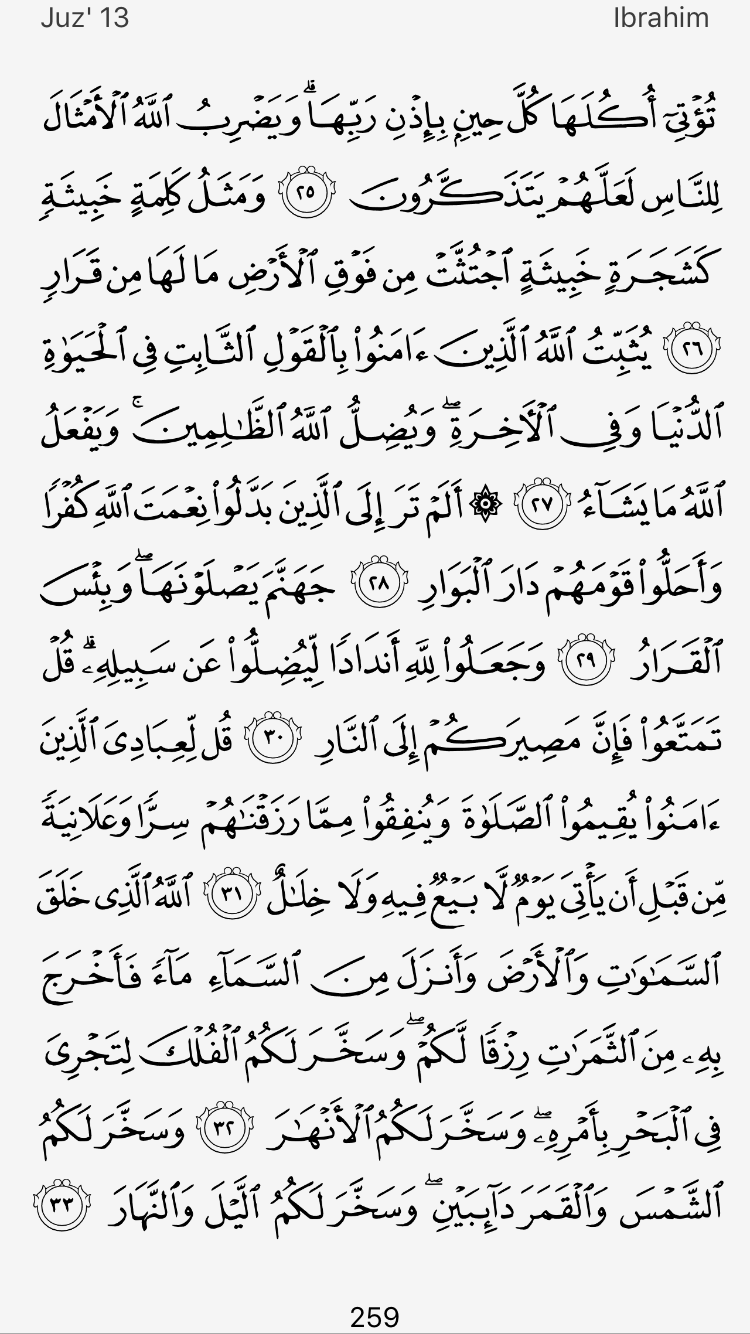 Juz' 13 Ibrahim
تُؤْتِىٓ أُكُلَهَا كُلَّ حِينٍۭ بِإِذْنِ رَبِّهَا ۗ وَيَضْرِبُ ٱللَّهُ ٱلْأَمْثَالَ
لِلنَّاسِ لَعَلَّهُمْ يَتَذَكَّرُونَ ٢٥ وَمَثَلُ كَلِمَةٍ خَبِيثَةٍ
كَشَجَرَةٍ خَبِيثَةٍ ٱجْتُثَّتْ مِن فَوْقِ ٱلْأَرْضِ مَا لَهَا مِن قَرَارٍ
٢٦ يُثَبِّتُ ٱللَّهُ ٱلَّذِينَ ءَامَنُوا۟ بِٱلْقَوْلِ ٱلثَّابِتِ فِى ٱلْحَيَوٰةِ
ٱلدُّنْيَا وَفِى ٱلْـَٔاخِرَةِ ۖ وَيُضِلُّ ٱللَّهُ ٱلظَّـٰلِمِينَ ۚ وَيَفْعَلُ
ٱللَّهُ مَا يَشَآءُ ٢٧ ۞ أَلَمْ تَرَ إِلَى ٱلَّذِينَ بَدَّلُوا۟ نِعْمَتَ ٱللَّهِ كُفْرًا
وَأَحَلُّوا۟ قَوْمَهُمْ دَارَ ٱلْبَوَارِ ٢٨ جَهَنَّمَ يَصْلَوْنَهَا ۖ وَبِئْسَ
ٱلْقَرَارُ ٢٩ وَجَعَلُوا۟ لِلَّهِ أَندَادًا لِّيُضِلُّوا۟ عَن سَبِيلِهِۦ ۗ قُلْ
تَمَتَّعُوا۟ فَإِنَّ مَصِيرَكُمْ إِلَى ٱلنَّارِ ٣٠ قُل لِّعِبَادِىَ ٱلَّذِينَ
ءَامَنُوا۟ يُقِيمُوا۟ ٱلصَّلَوٰةَ وَيُنفِقُوا۟ مِمَّا رَزَقْنَـٰهُمْ سِرًّا وَعَلَانِيَةً
مِّن قَبْلِ أَن يَأْتِىَ يَوْمٌ لَّا بَيْعٌ فِيهِ وَلَا خِلَـٰلٌ ٣١ ٱللَّهُ ٱلَّذِى خَلَقَ
ٱلسَّمَـٰوَٰتِ وَٱلْأَرْضَ وَأَنزَلَ مِنَ ٱلسَّمَآءِ مَآءً فَأَخْرَجَ
بِهِۦ مِنَ ٱلثَّمَرَٰتِ رِزْقًا لَّكُمْ ۖ وَسَخَّرَ لَكُمُ ٱلْفُلْكَ لِتَجْرِىَ
فِى ٱلْبَحْرِ بِأَمْرِهِۦ ۖ وَسَخَّرَ لَكُمُ ٱلْأَنْهَـٰرَ ٣٢ وَسَخَّرَ لَكُمُ
ٱلشَّمْسَ وَٱلْقَمَرَ دَآئِبَيْنِ ۖ وَسَخَّرَ لَكُمُ ٱلَّيْلَ وَٱلنَّهَارَ ٣٣
259